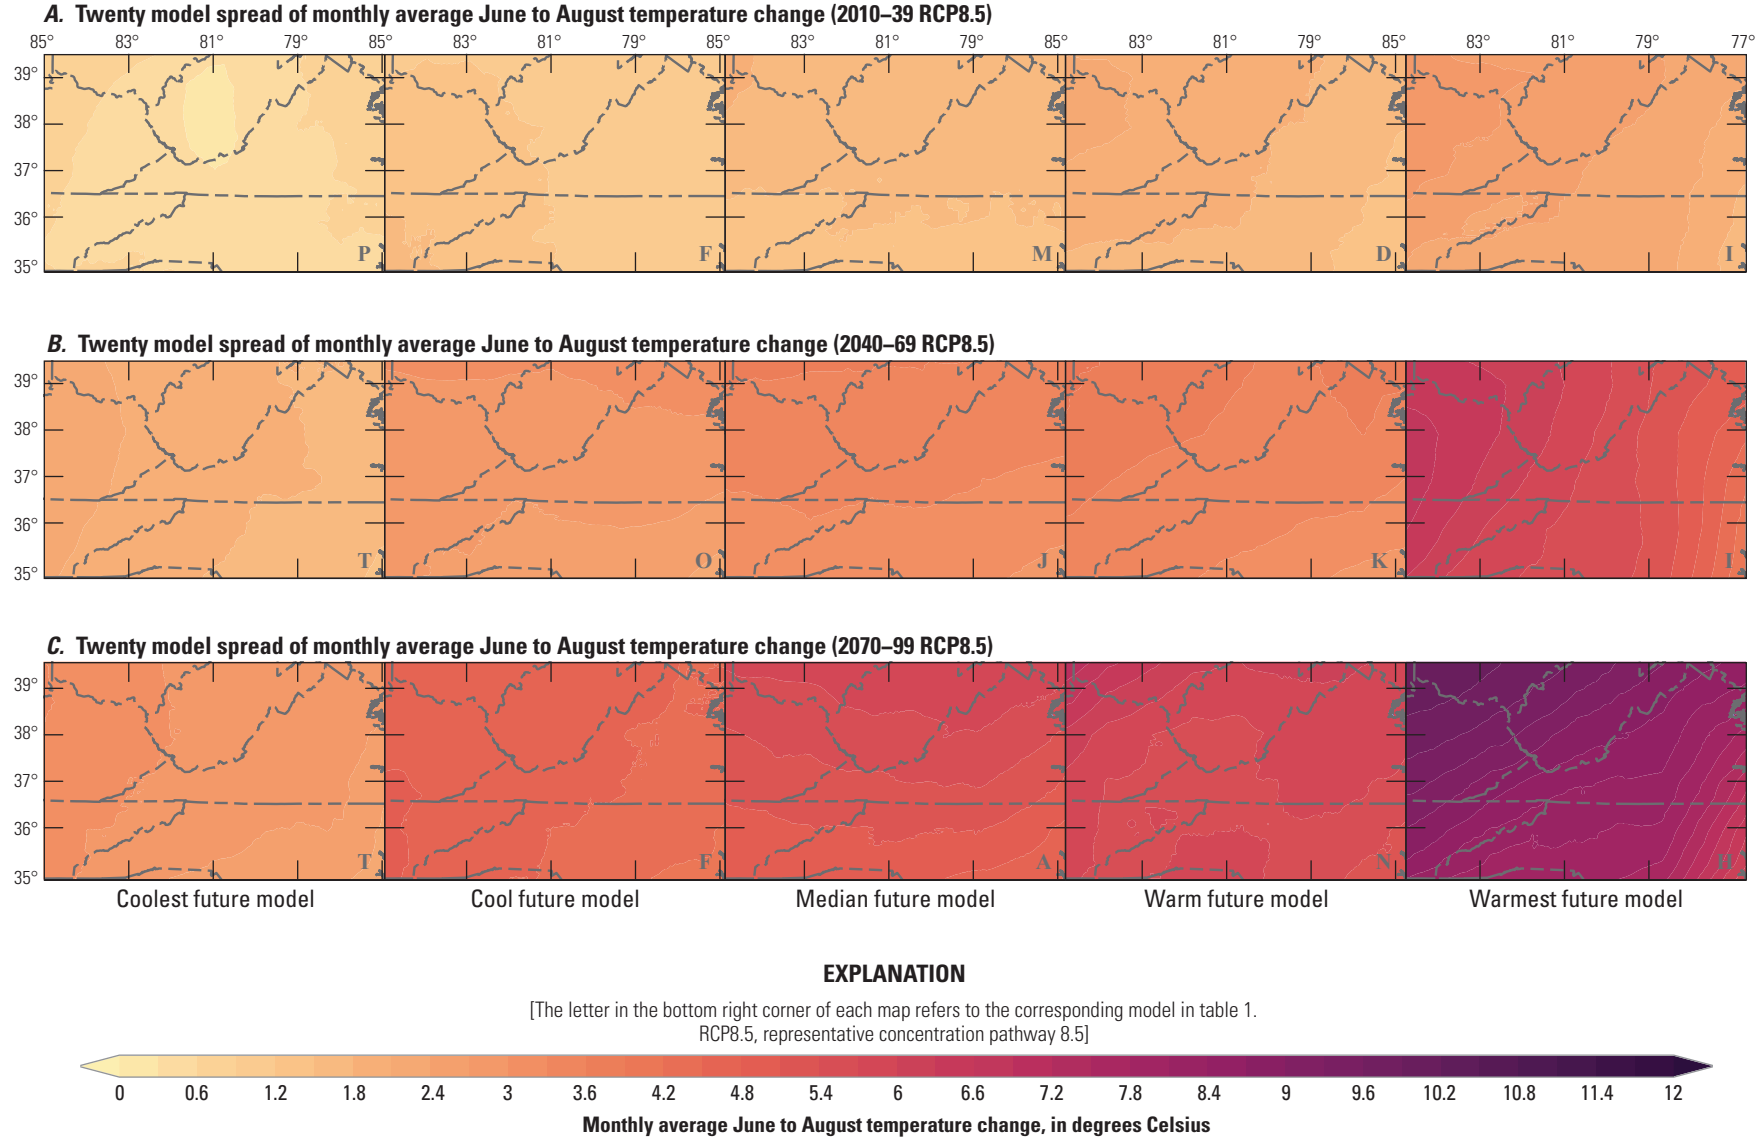 A. Twenty model spread of monthly average June to August temperature change (2010–39 RCP8.5)
85° 83° 81° 79° 85° 83° 81° 79° 85° 83° 81° 79° 85° 83° 81° 79° 85° 83° 81° 79° 77°
39°
38°
37°
36°
35°
P F M D I
B. Twenty model spread of monthly average June to August temperature change (2040–69 RCP8.5)
39°
38°
37°
36°
35°
T O J K I
C. Twenty model spread of monthly average June to August temperature change (2070–99 RCP8.5)
39°
38°
37°
36°
35°
T F A N H
Coolest future model Cool future model Median future model Warm future model Warmest future model
EXPLANATION
[The letter in the bottom right corner of each map refers to the corresponding model in table 1.
RCP8.5, representative concentration pathway 8.5]
0 0.6 1.2 1.8 2.4 3 3.6 4.2 4.8 5.4 6 6.6 7.2 7.8 8.4 9 9.6 10.2 10.8 11.4 12
Monthly average June to August temperature change, in degrees Celsius